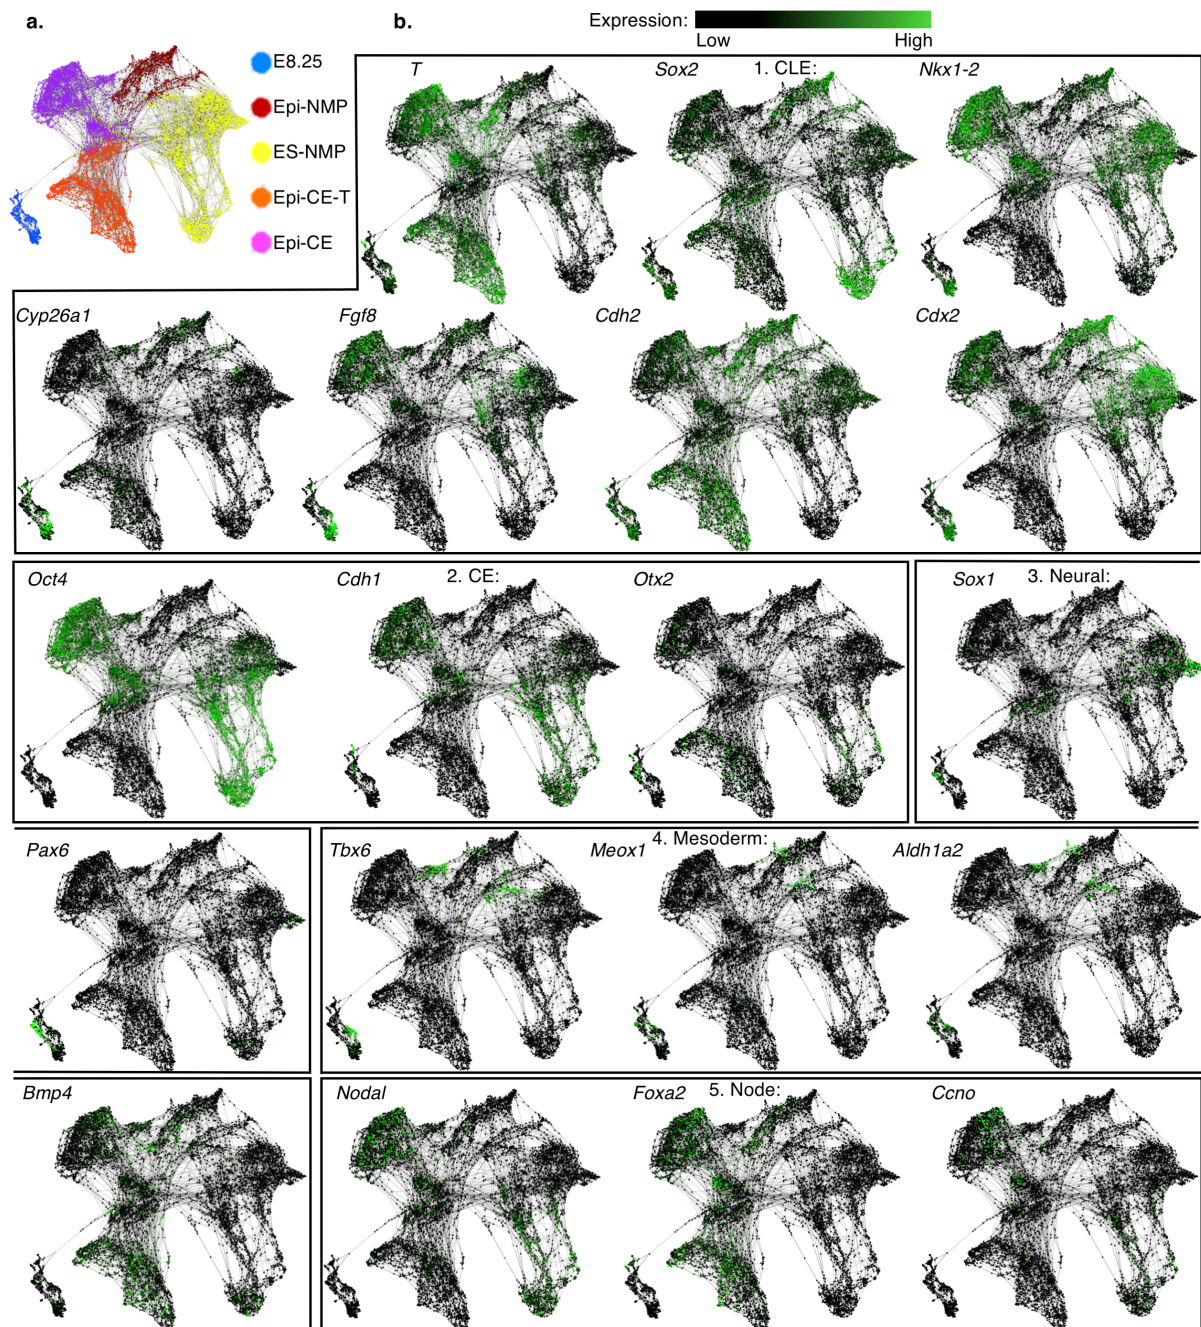 a.
b.
Expression:
Low High
E8.25
Epi-NMP
ES-NMP
Epi-CE-T
Epi-CE
T Sox2 1. CLE: Nkx1-2
Cyp26a1 Fgf8 Cdh2 Cdx2
Oct4 Cdh1 2. CE: Otx2 Sox1 3. Neural:
Pax6 Tbx6 Meox1 4. Mesoderm: Aldh1a2
Bmp4 Nodal Foxa2 5. Node: Ccno